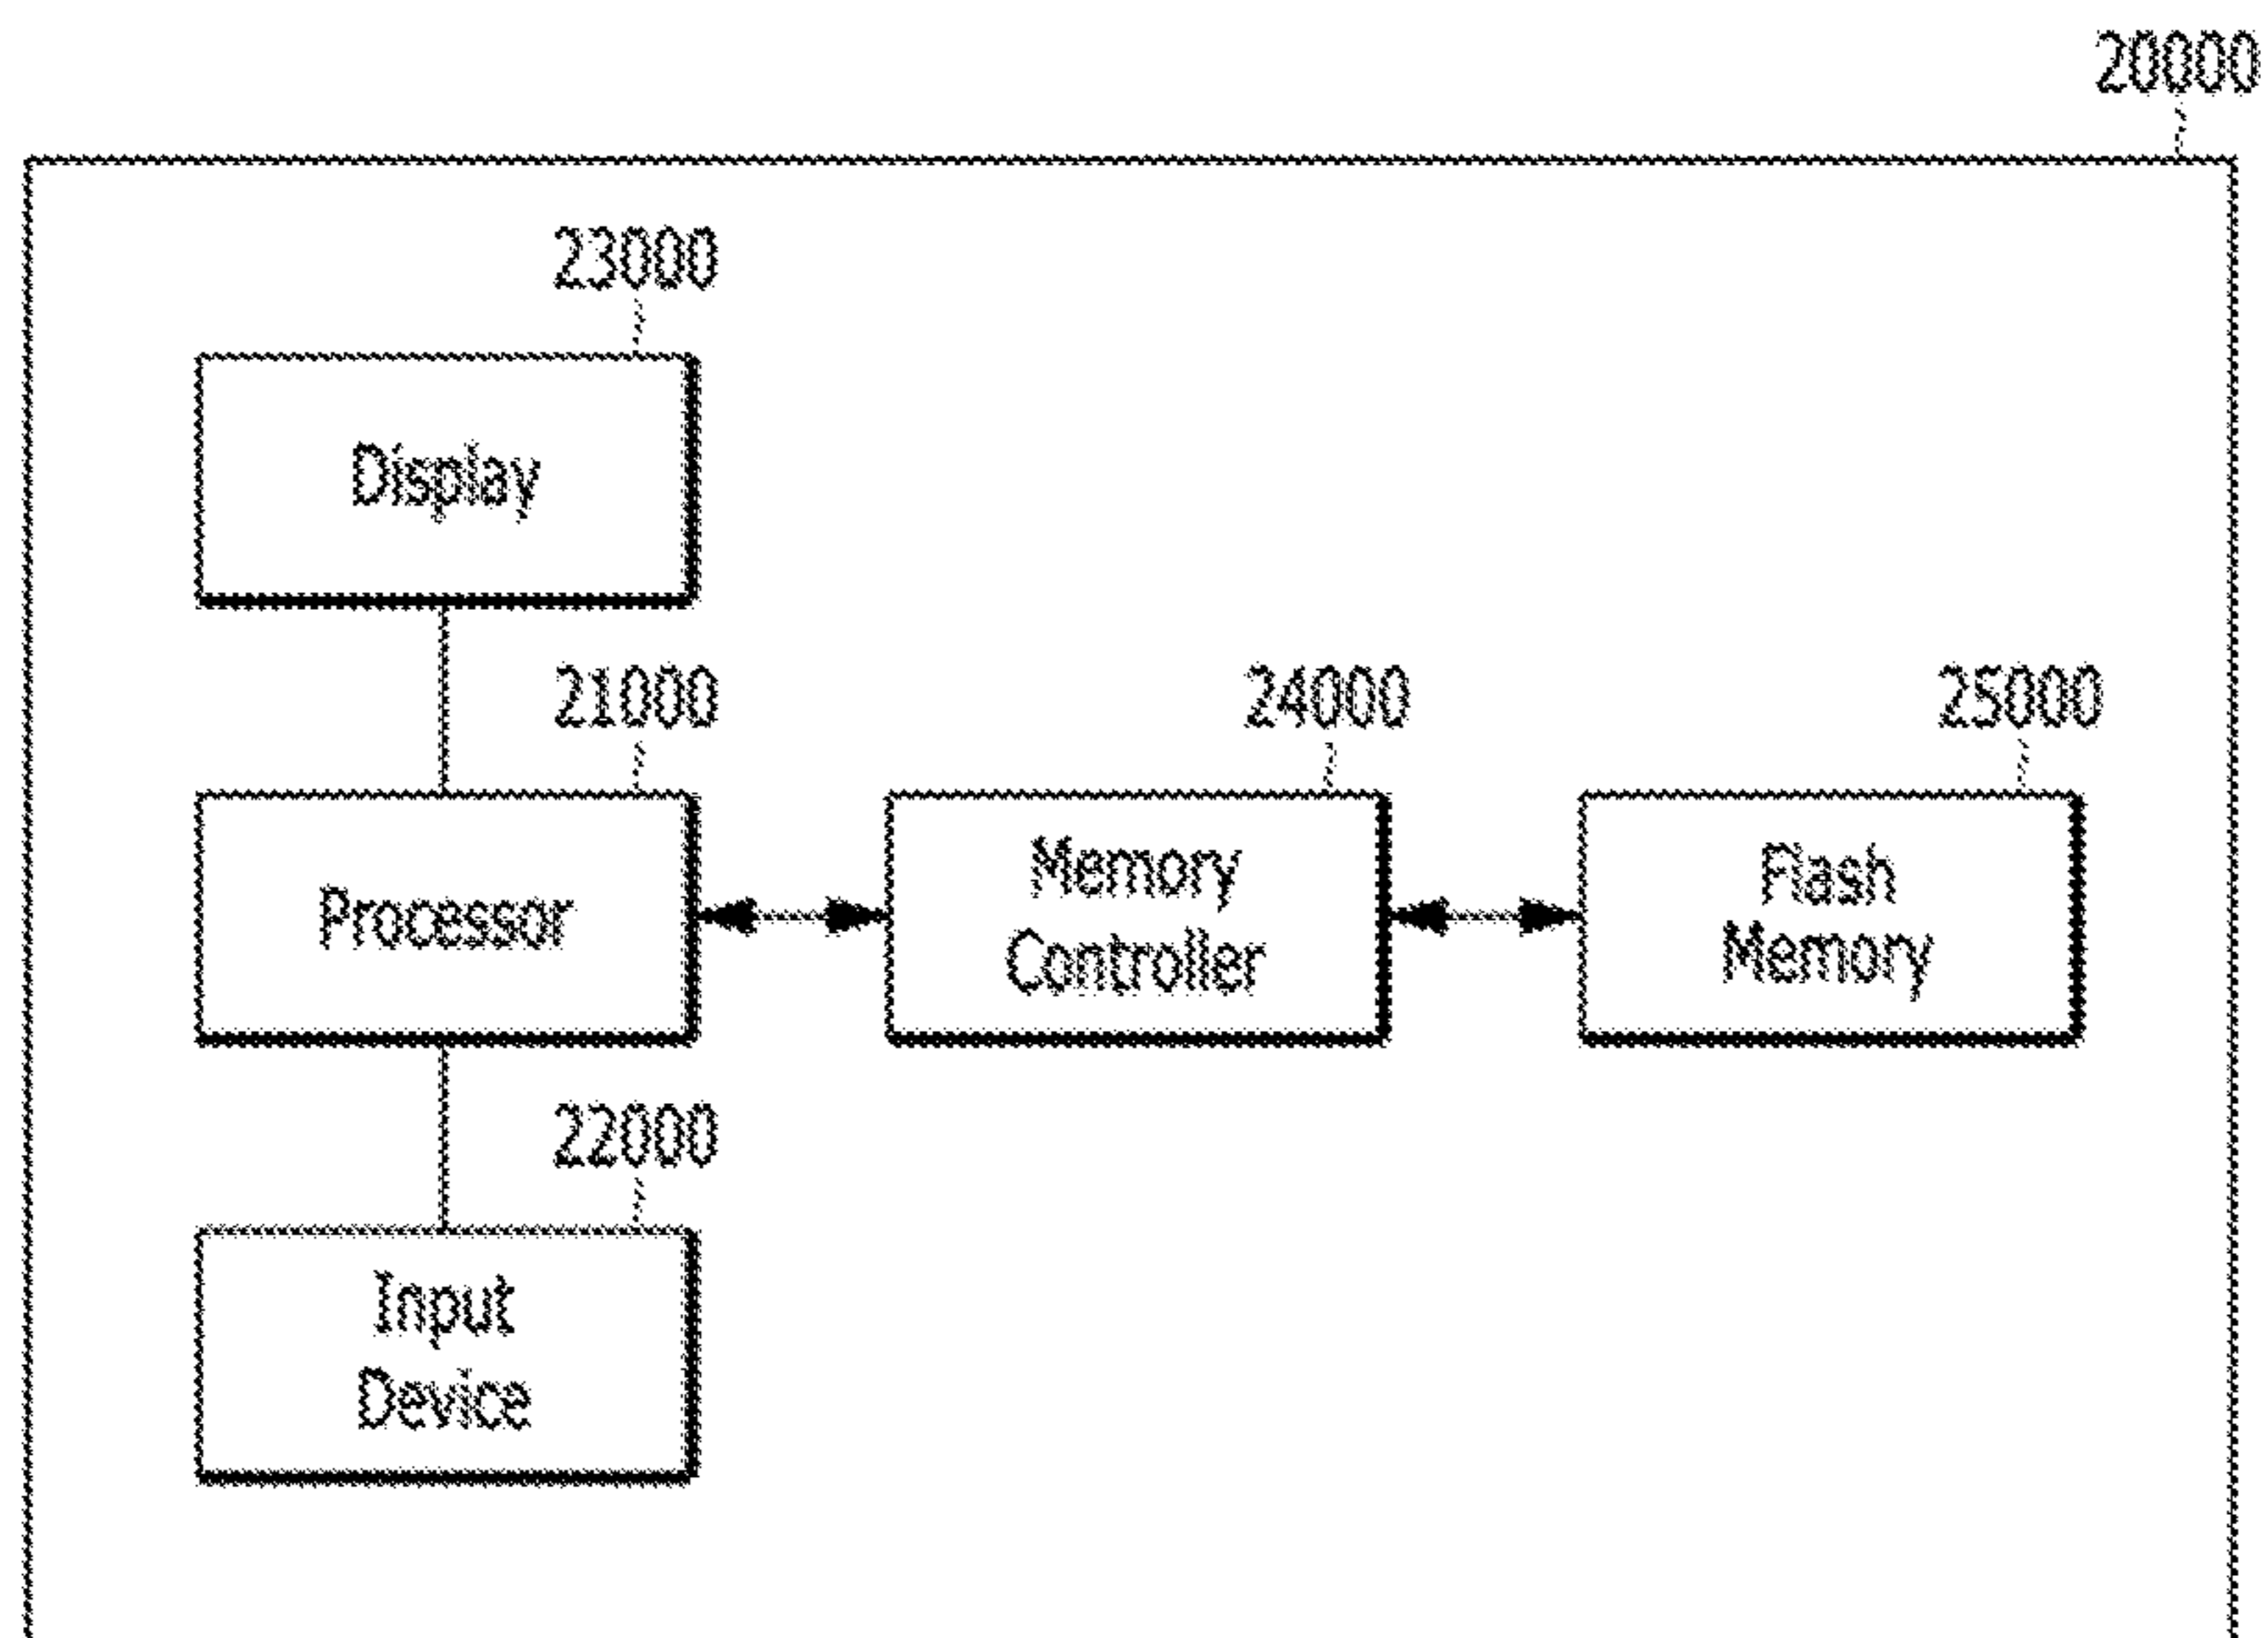 20000
23000
Display
21000
24000
25000
Processor
Memory
Controller
Flash
Memory
22000
Input
Device